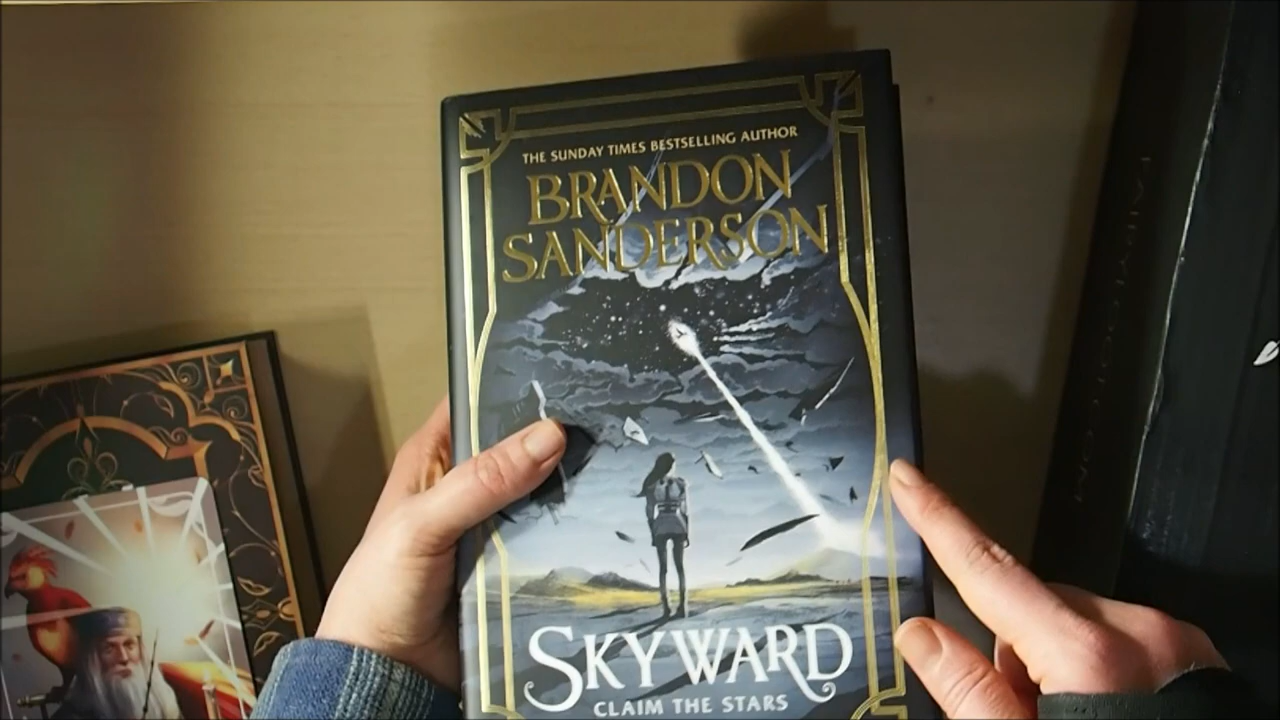 THE SUNDAY TIMES BESTSELLING AUTHOR
BRANDON
SANDERSON
SKYWARD
CLAIM THE STARS